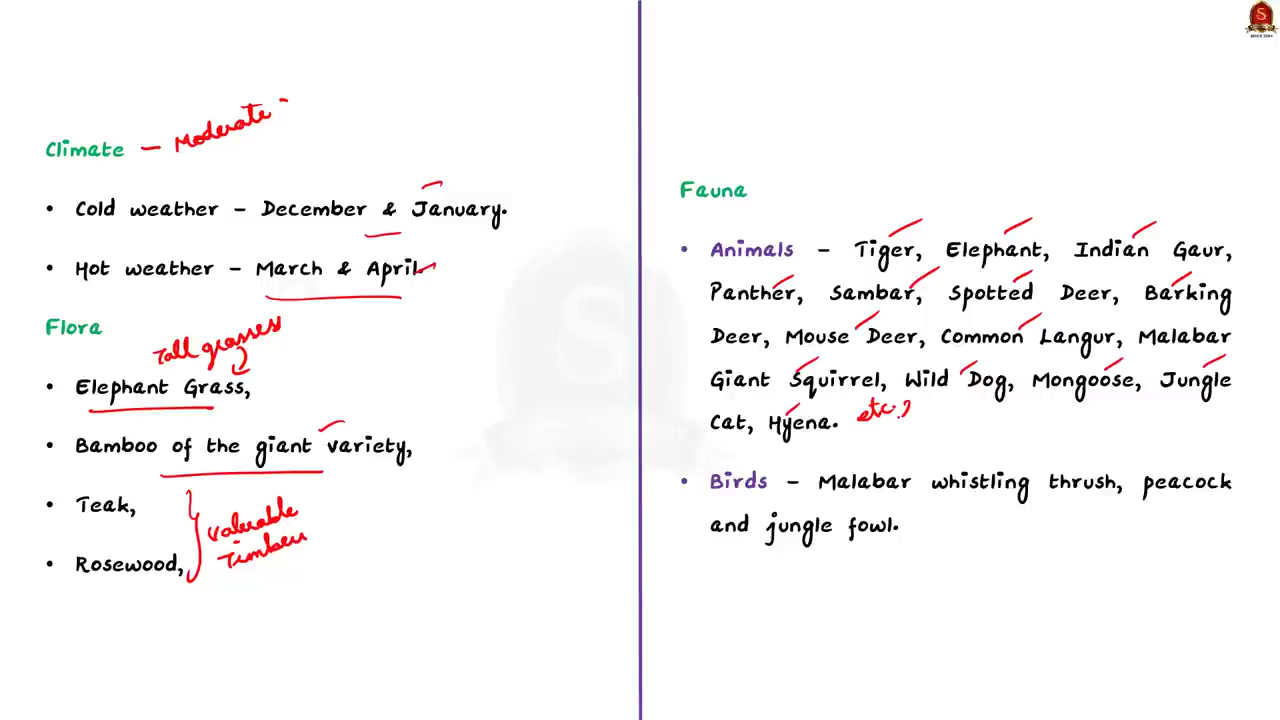 Climate – Moderate -
• Cold weather – December & January.
• Hot weather – March & April
Flora
Tall grasses
• Elephant Grass,
• Bamboo of the giant variety,
• Teak,
• Rosewood,
Valuable
Timbers
Fauna
• Animals – Tiger, Elephant, Indian Gaur,
Panther, Sambar, Spotted Deer, Barking
Deer, Mouse Deer, Common Langur, Malabar
Giant Squirrel, Wild Dog, Mongoose, Jungle
Cat, Hyena. etc.,
• Birds – Malabar whistling thrush, peacock
and jungle fowl.
S
SINCE 2004